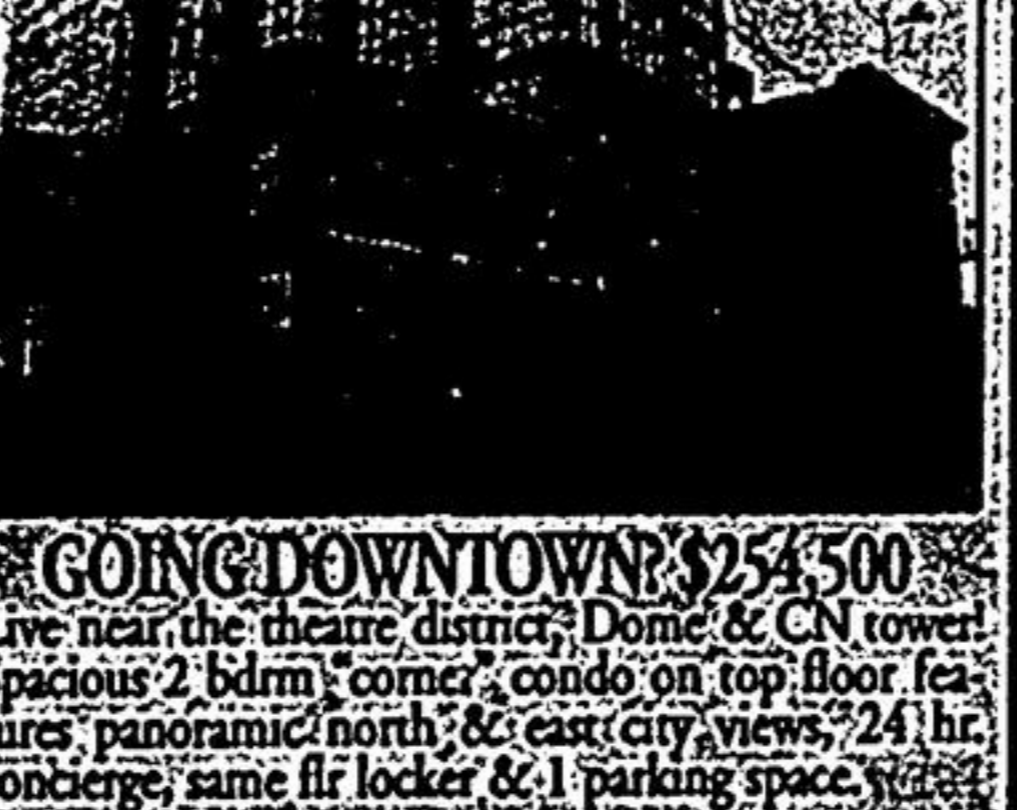 GOING DOWNTOWN? $254,500
ive near the theatre district, Dome & CN tower!
pacious 2 bdrm "corner" condo on top floor fea-
ures panoramic north & east city views, 24 hr.
oncierge, same flr locker & 1 parking space.